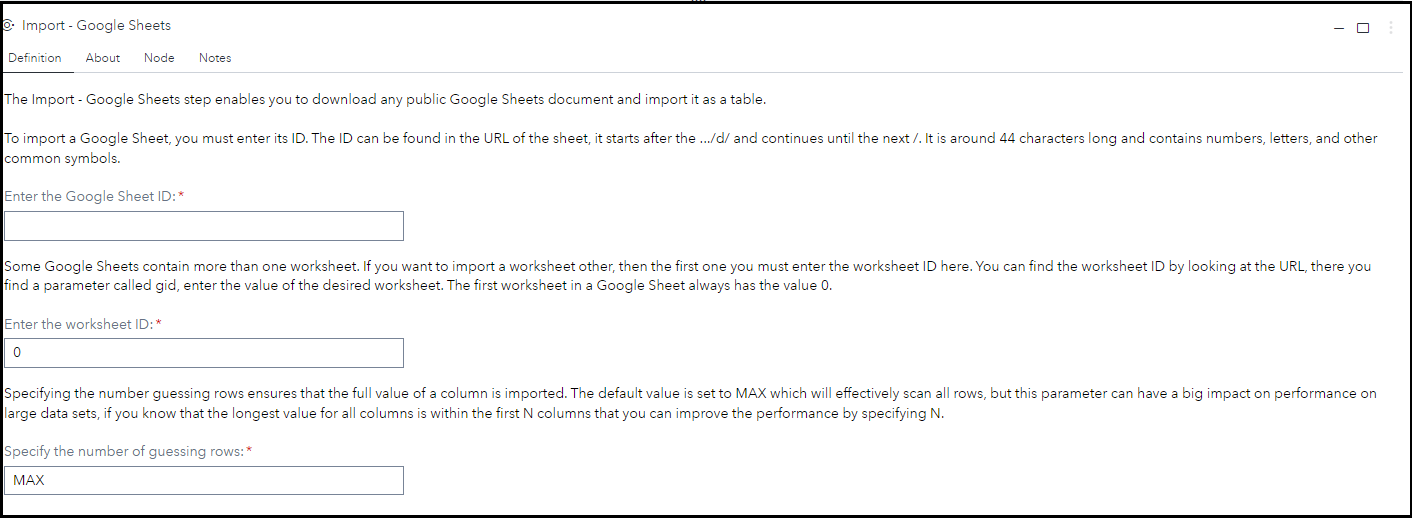 Import - Google Sheets
Definition About Node Notes
The Import - Google Sheets step enables you to download any public Google Sheets document and import it as a table.
To import a Google Sheet, you must enter its ID. The ID can be found in the URL of the sheet, it starts after the .../d/ and continues until the next /. It is around 44 characters long and contains numbers, letters, and other
common symbols.
Enter the Google Sheet ID:*
Some Google Sheets contain more than one worksheet. If you want to import a worksheet other, then the first one you must enter the worksheet ID here. You can find the worksheet ID by looking at the URL, there you
find a parameter called gid, enter the value of the desired worksheet. The first worksheet in a Google Sheet always has the value 0.
Enter the worksheet ID:*
0
Specifying the number guessing rows ensures that the full value of a column is imported. The default value is set to MAX which will effectively scan all rows, but this parameter can have a big impact on performance on
large data sets, if you know that the longest value for all columns is within the first N columns that you can improve the performance by specifying N.
Specify the number of guessing rows:*
MAX